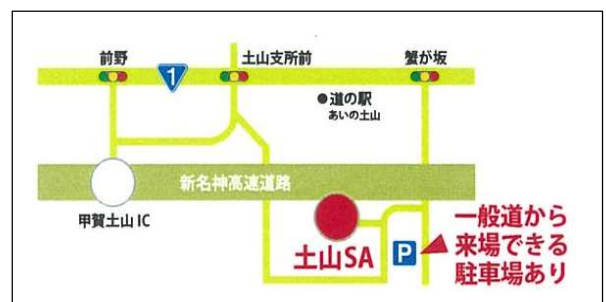 前野
1
土山支所前
蟹が坂
●道の駅
あいの土山
新名神高速道路
甲賀土山 IC
土山SA
P
一般道から
来場できる
駐車場あり